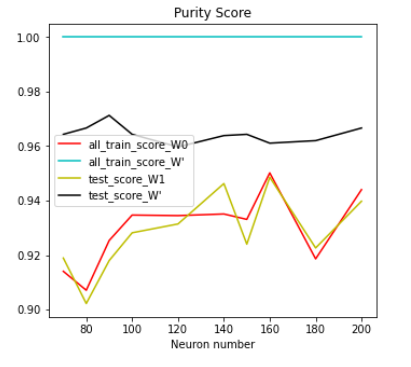 Purity Score
1.00
0.98
0.96
0.94
0.92
0.90
all_train_score_W0
all_train_score_W'
test_score_W1
test_score_W'
80 100 120 140 160 180 200
Neuron number